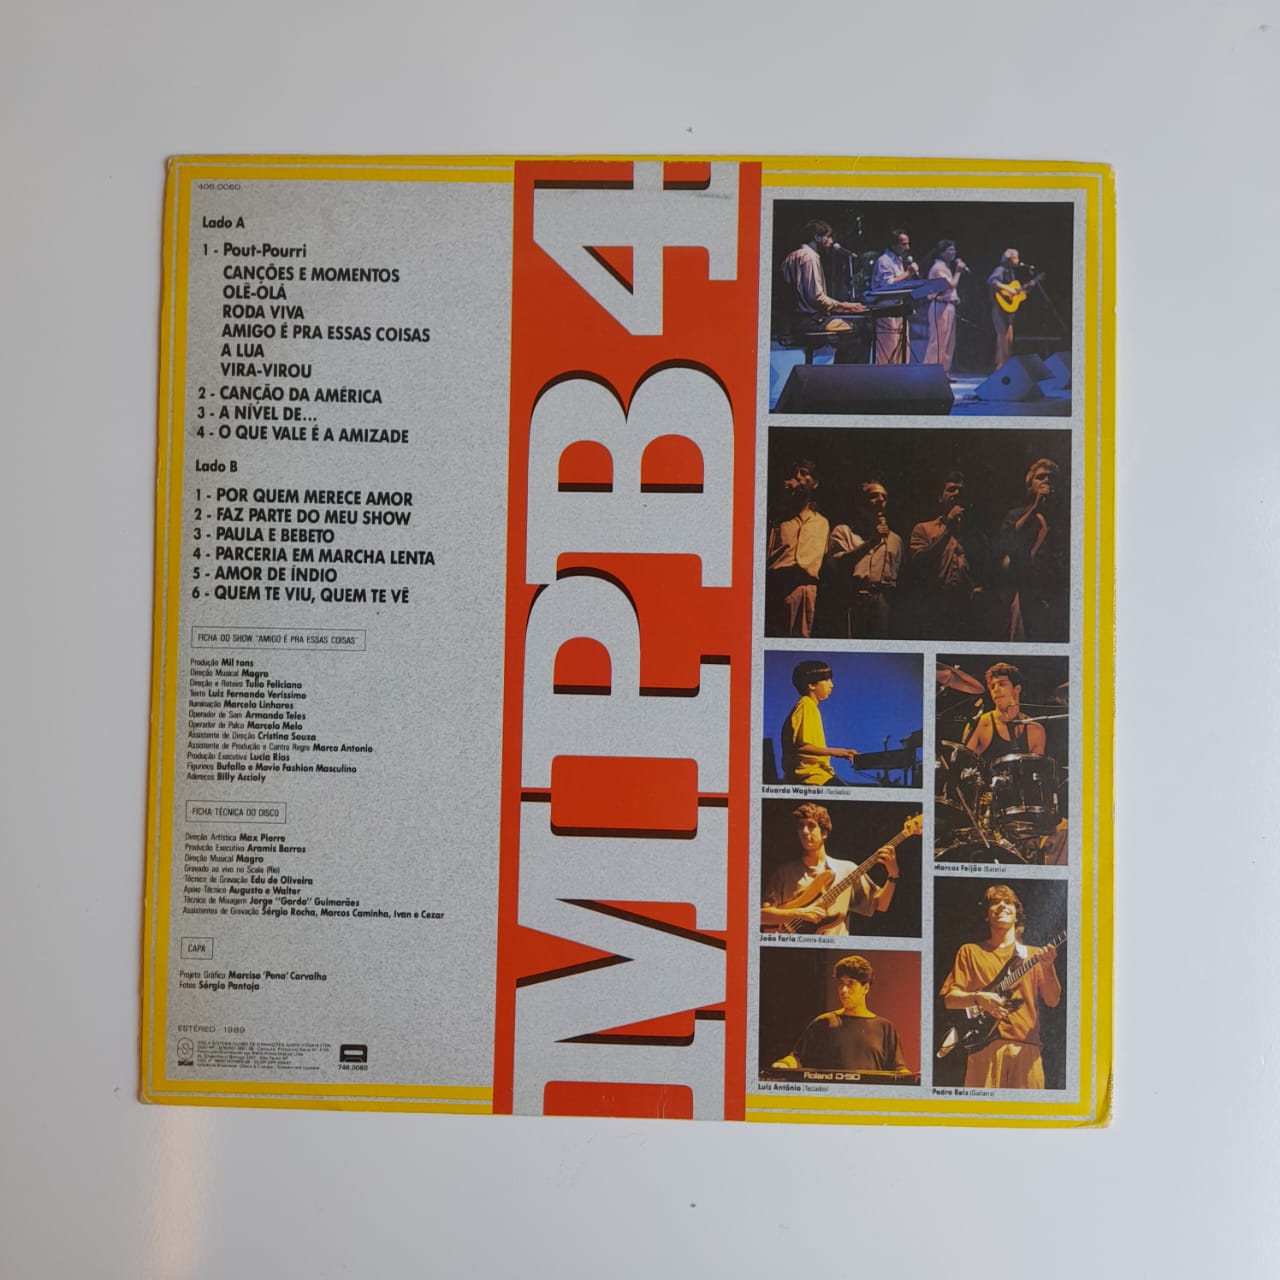 406.0060
Lado A
1 - Pout-Pourri
CANÇÕES E MOMENTOS
OLÊ-OLÁ
RODA VIVA
AMIGO É PRA ESSAS COISAS
A LUA
VIRA-VIROU
2 - CANÇÃO DA AMÉRICA
3 - A NÍVEL DE...
4 - O QUE VALE É A AMIZADE
Lado B
1 - POR QUEM MERECE AMOR
2 - FAZ PARTE DO MEU SHOW
3 - PAULA E BEBETO
4 - PARCERIA EM MARCHA LENTA
5 - AMOR DE ÍNDIO
6 - QUEM TE VIU, QUEM TE VÊ
FICHA DO SHOW "AMIGO É PRA ESSAS COISAS"
Produção Mil tons
Direção Musical Magro
Direção e Roteiro Tulio Feliciano
Texto Luiz Fernando Veríssimo
Iluminação Marcelo Linhares
Operador de Som Armando Teles
Operador de Palco Marcelo Melo
Assistente de Direção Cristina Souza
Assistente de Produção e Contra Regra Marco Antonio
Produção Executiva Lucia Rios
Figurinos Bufallo e Movie Fashion Masculino
Adereços Billy Accioly
FICHA TÉCNICA DO DISCO
Direção Artística Max Pierre
Produção Executiva Aramis Barros
Direção Musical Magro
Gravado ao vivo no Scala (Rio)
Técnico de Gravação Edu de Oliveira
Apoio Técnico Augusto e Walter
Técnico de Mixagem Jorge "Gordo" Guimarães
Assistentes de Gravação Sérgio Rocha, Marcos Caminha, Ivan e Cezar
CAPA
Projeto Gráfico Marciso 'Pena' Carvalho
Fotos Sérgio Pantoja
ESTÉREO 1989
SIGLA
746.0060
MPB4
Eduardo Waghabi (Teclados)
Marcos Feijão (Bateria)
João Faria (Contra-Baixo)
Roland D-50
Luiz Antônio (Teclados)
Pedro Reis (Guitarra)